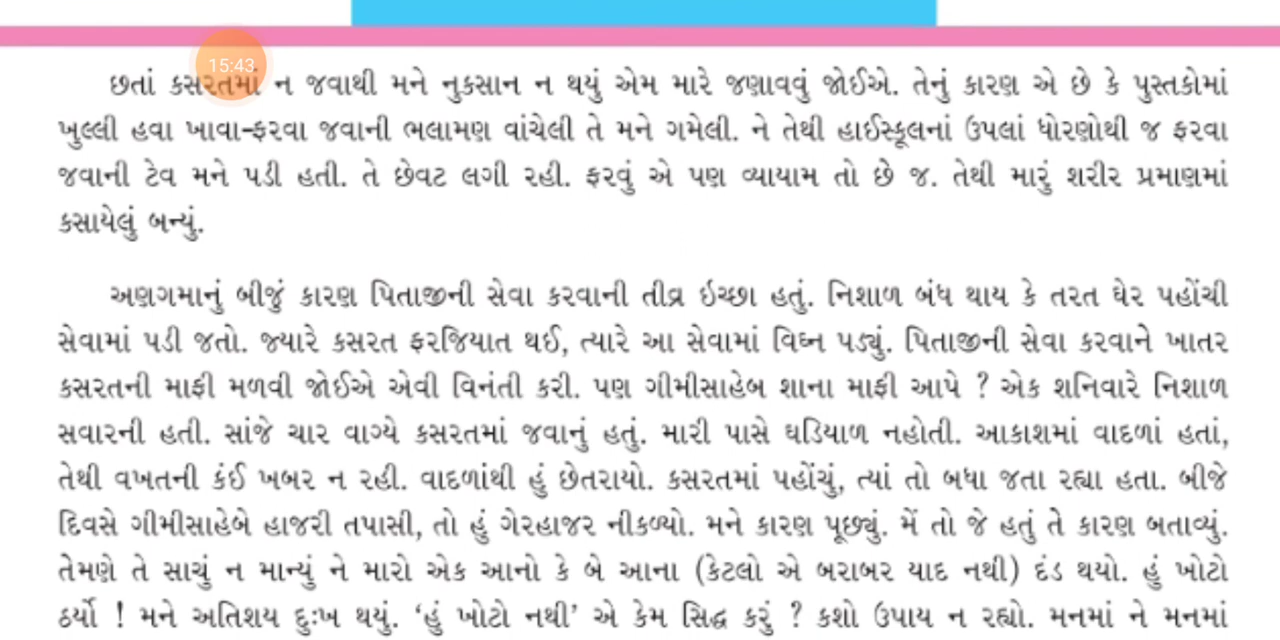 15:43
છતાં કસરતમાં ન જવાથી મને નુકસાન ન થયું એમ મારે જણાવવું જોઈએ. તેનું કારણ એ છે કે પુસ્તકોમાં
ખુલ્લી હવા ખાવા-ફરવા જવાની ભલામણ વાંચેલી તે મને ગમેલી. ને તેથી હાઈસ્કૂલનાં ઉપલાં ધોરણોથી જ ફરવા
જવાની ટેવ મને પડી હતી. તે છેવટ લગી રહી. ફરવું એ પણ વ્યાયામ તો છે જ. તેથી મારું શરીર પ્રમાણમાં
કસાયેલું બન્યું.
અણગમાનું બીજું કારણ પિતાજીની સેવા કરવાની તીવ્ર ઇચ્છા હતું. નિશાળ બંધ થાય કે તરત ઘેર પહોંચી
સેવામાં પડી જતો. જ્યારે કસરત ફરજિયાત થઈ, ત્યારે આ સેવામાં વિઘ્ન પડ્યું. પિતાજીની સેવા કરવાને ખાતર
કસરતની માફી મળવી જોઈએ એવી વિનંતી કરી. પણ ગીમીસાહેબ શાના માફી આપે ? એક શનિવારે નિશાળ
સવારની હતી. સાંજે ચાર વાગ્યે કસરતમાં જવાનું હતું. મારી પાસે ઘડિયાળ નહોતી. આકાશમાં વાદળાં હતાં,
તેથી વખતની કંઈ ખબર ન રહી. વાદળાંથી હું છેતરાયો. કસરતમાં પહોંચું, ત્યાં તો બધા જતા રહ્યા હતા. બીજે
દિવસે ગીમીસાહેબે હાજરી તપાસી, તો હું ગેરહાજર નીકળ્યો. મને કારણ પૂછ્યું. મેં તો જે હતું તે કારણ બતાવ્યું.
તેમણે તે સાચું ન માન્યું ને મારો એક આનો કે બે આના (કેટલો એ બરાબર યાદ નથી) દંડ થયો. હું ખોટો
ઠર્યો ! મને અતિશય દુઃખ થયું. ‘હું ખોટો નથી’ એ કેમ સિદ્ધ કરું ? કશો ઉપાય ન રહ્યો. મનમાં ને મનમાં